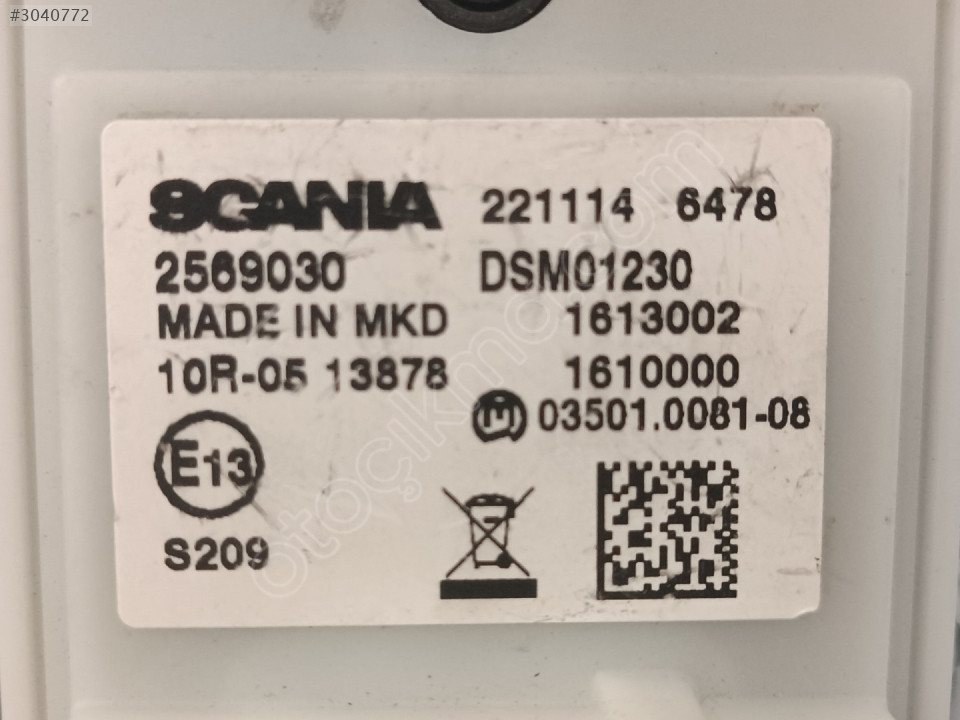 #3040772
SCANIA 221114 6478
2569030 DSM01230
MADE IN MKD 1613002
10R-05 13878 1610000
M 03501.0081-08
E13
S209
otoçıkma.com